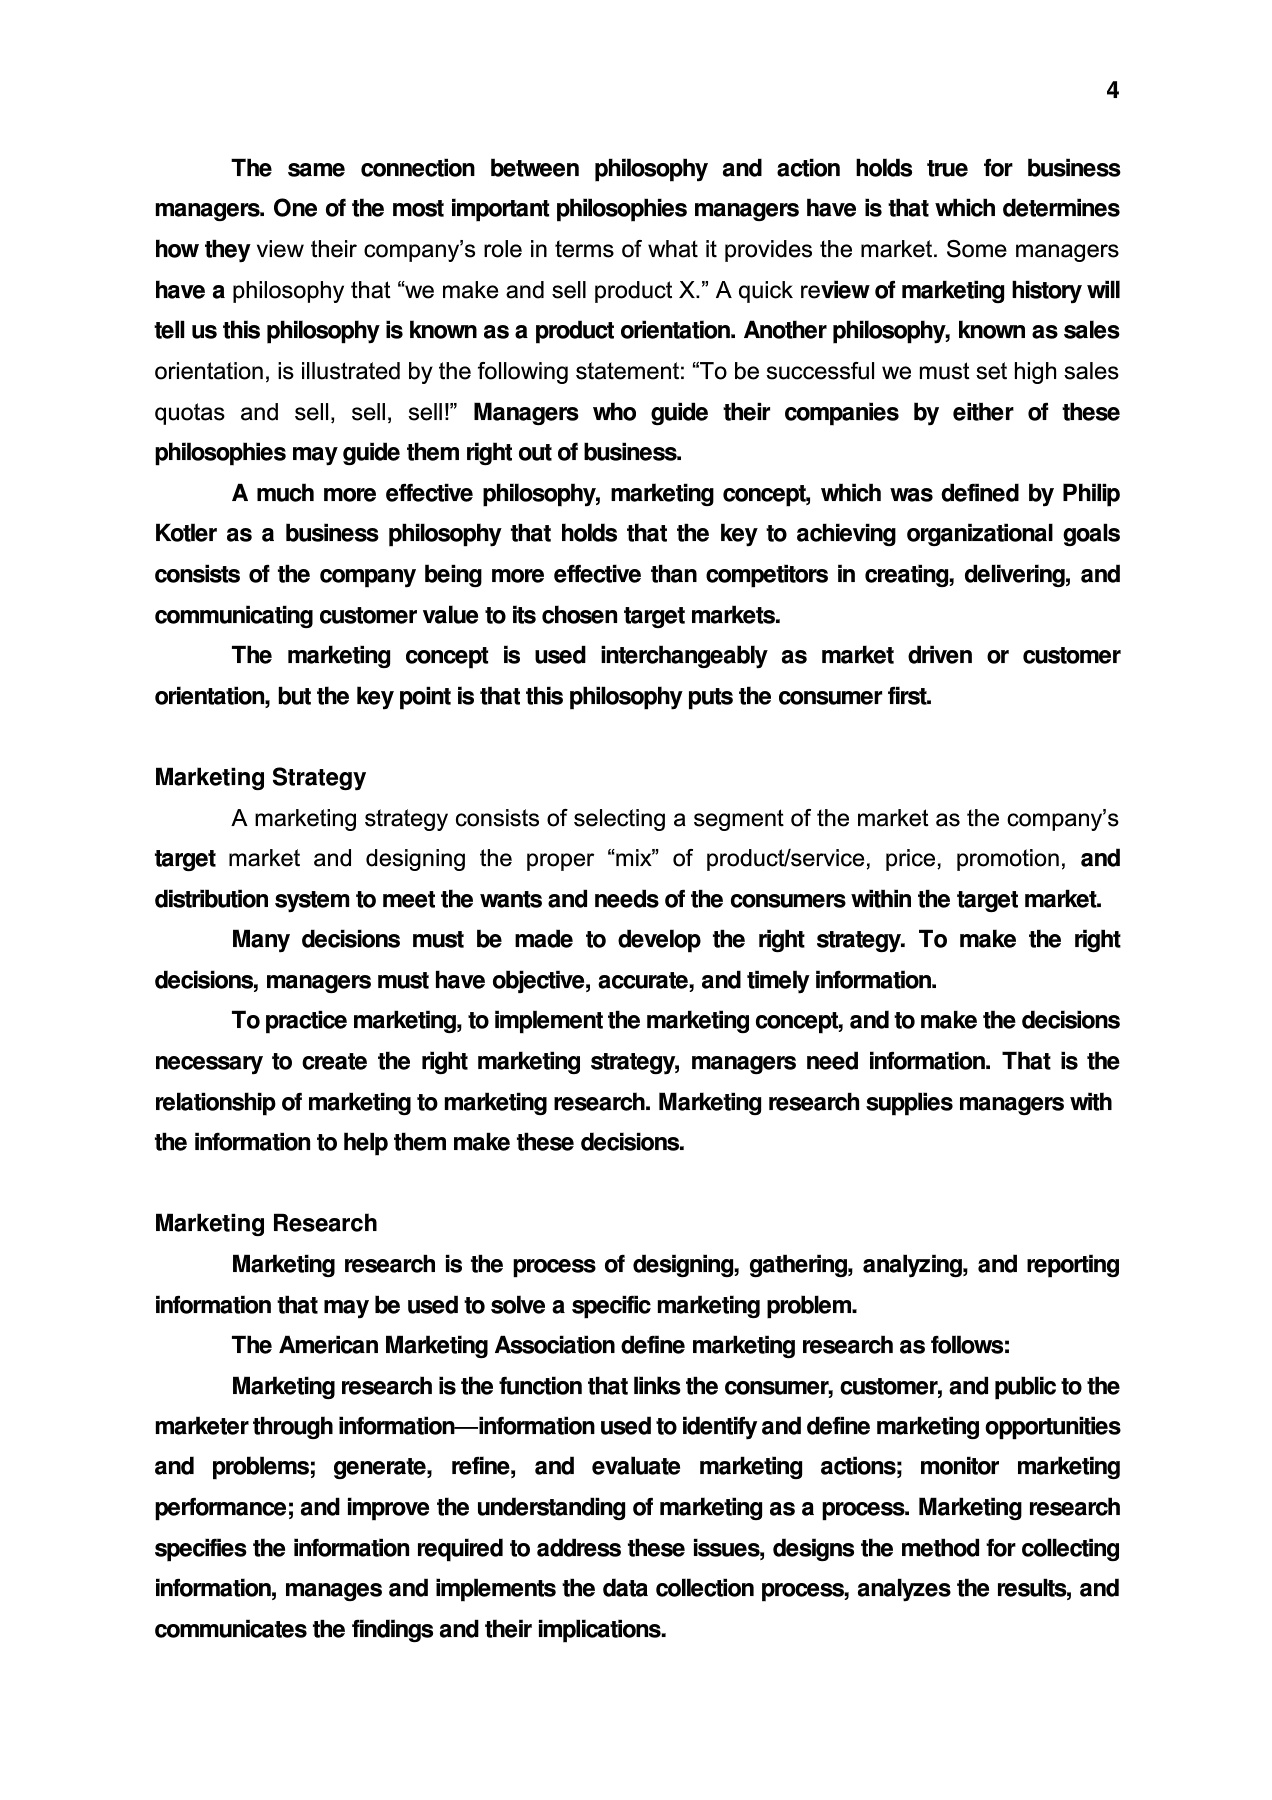 4
The same connection between philosophy and action holds true for business
managers. One of the most important philosophies managers have is that which determines
how they view their company’s role in terms of what it provides the market. Some managers
have a philosophy that “we make and sell product X.” A quick review of marketing history will
tell us this philosophy is known as a product orientation. Another philosophy, known as sales
orientation, is illustrated by the following statement: “To be successful we must set high sales
quotas and sell, sell, sell!” Managers who guide their companies by either of these
philosophies may guide them right out of business.
A much more effective philosophy, marketing concept, which was defined by Philip
Kotler as a business philosophy that holds that the key to achieving organizational goals
consists of the company being more effective than competitors in creating, delivering, and
communicating customer value to its chosen target markets.
The marketing concept is used interchangeably as market driven or customer
orientation, but the key point is that this philosophy puts the consumer first.
Marketing Strategy
A marketing strategy consists of selecting a segment of the market as the company’s
target market and designing the proper “mix” of product/service, price, promotion, and
distribution system to meet the wants and needs of the consumers within the target market.
Many decisions must be made to develop the right strategy. To make the right
decisions, managers must have objective, accurate, and timely information.
To practice marketing, to implement the marketing concept, and to make the decisions
necessary to create the right marketing strategy, managers need information. That is the
relationship of marketing to marketing research. Marketing research supplies managers with
the information to help them make these decisions.
Marketing Research
Marketing research is the process of designing, gathering, analyzing, and reporting
information that may be used to solve a specific marketing problem.
The American Marketing Association define marketing research as follows:
Marketing research is the function that links the consumer, customer, and public to the
marketer through information—information used to identify and define marketing opportunities
and problems; generate, refine, and evaluate marketing actions; monitor marketing
performance; and improve the understanding of marketing as a process. Marketing research
specifies the information required to address these issues, designs the method for collecting
information, manages and implements the data collection process, analyzes the results, and
communicates the findings and their implications.